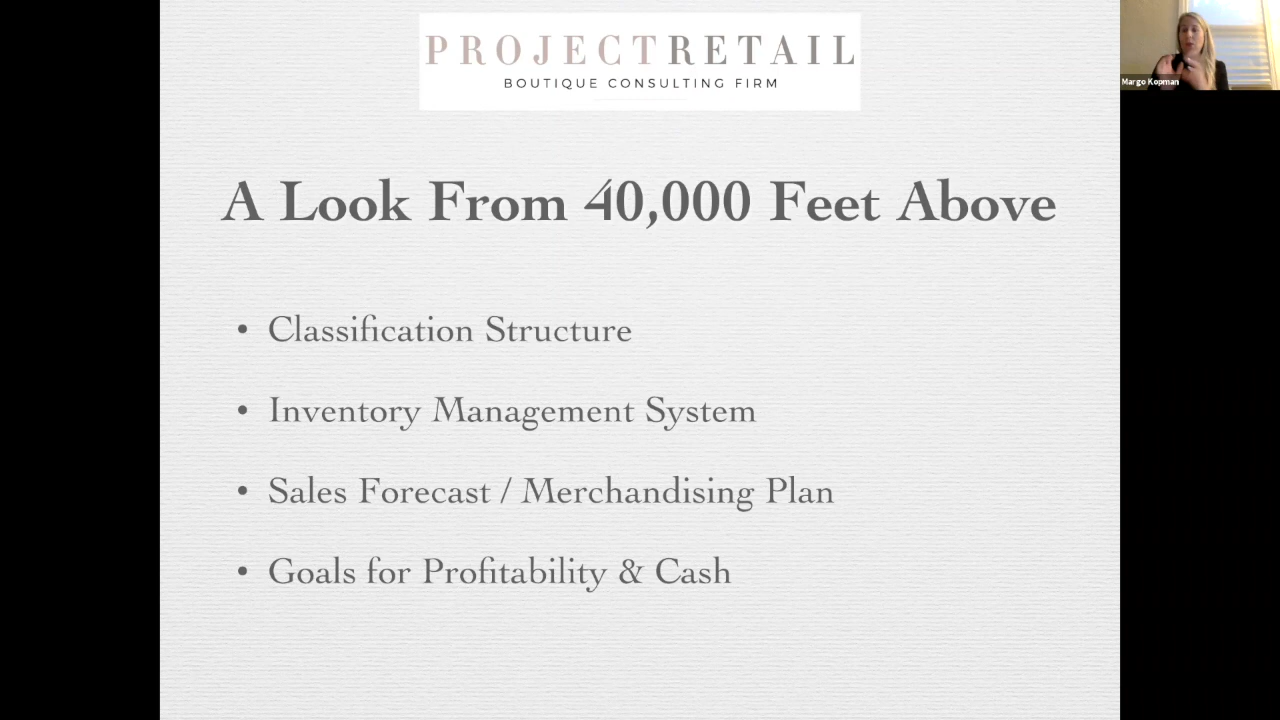 PROJECTRETAIL
BOUTIQUE CONSULTING FIRM
Margo Kopman
A Look From 40,000 Feet Above
• Classification Structure
• Inventory Management System
• Sales Forecast / Merchandising Plan
• Goals for Profitability & Cash